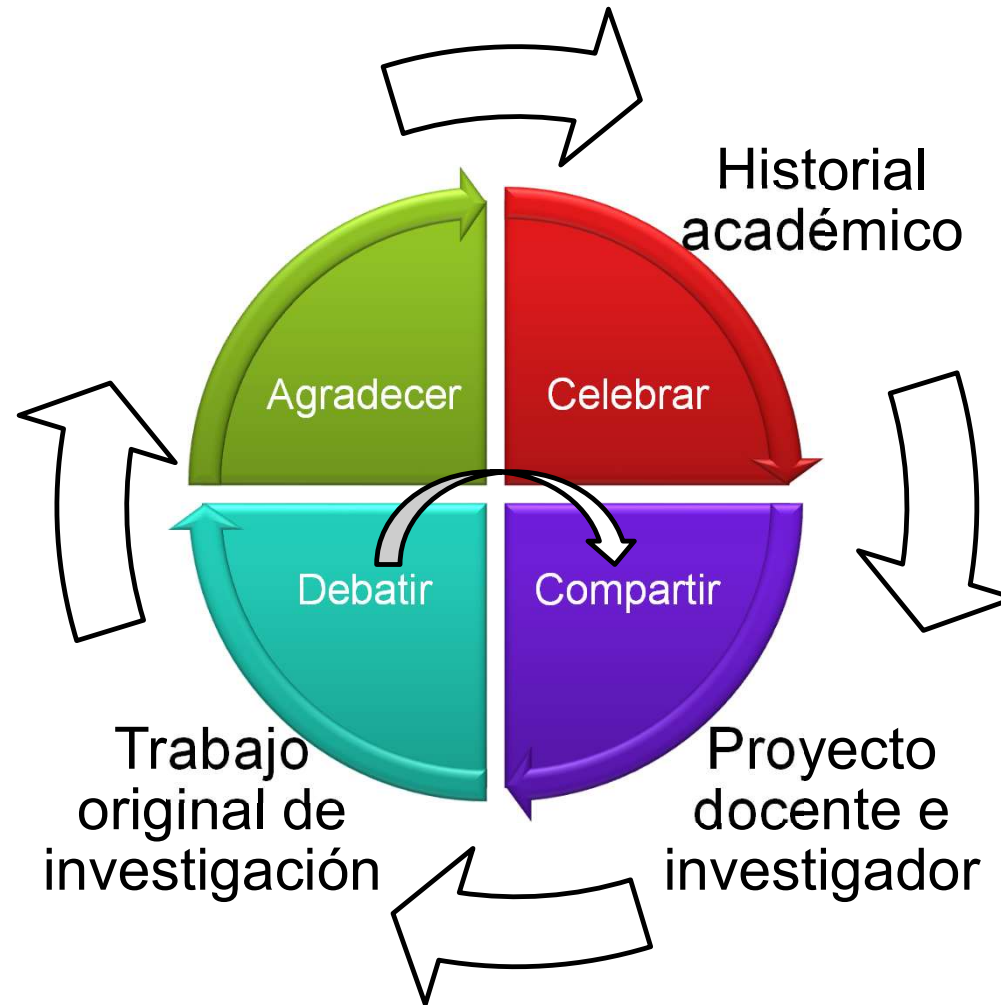 Historial
académico
Agradecer
Celebrar
Debatir
Compartir
Trabajo
original de
investigación
Proyecto
docente e
investigador